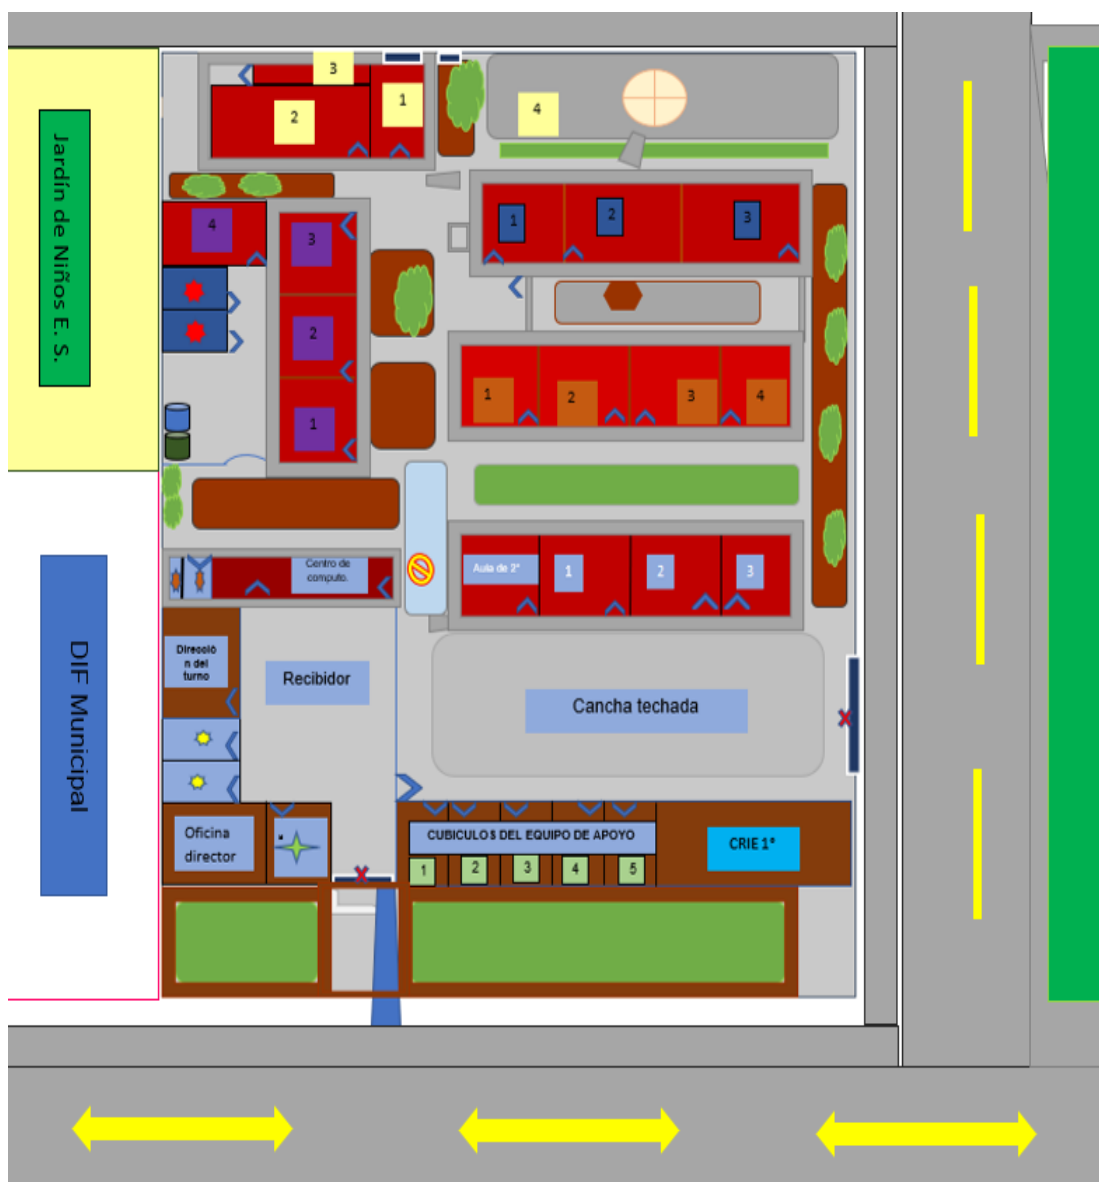 3
1
2
4
Jardín de Niños E. S.
4
3
1
2
3
2
1
1
2
3
4
Centro de
computo.
Aula de 2°
1
2
3
Direcció
n del
turno
Recibidor
Cancha techada
DIF Municipal
Oficina
director
CUBICULOS DEL EQUIPO DE APOYO
1
2
3
4
5
CRIE 1°